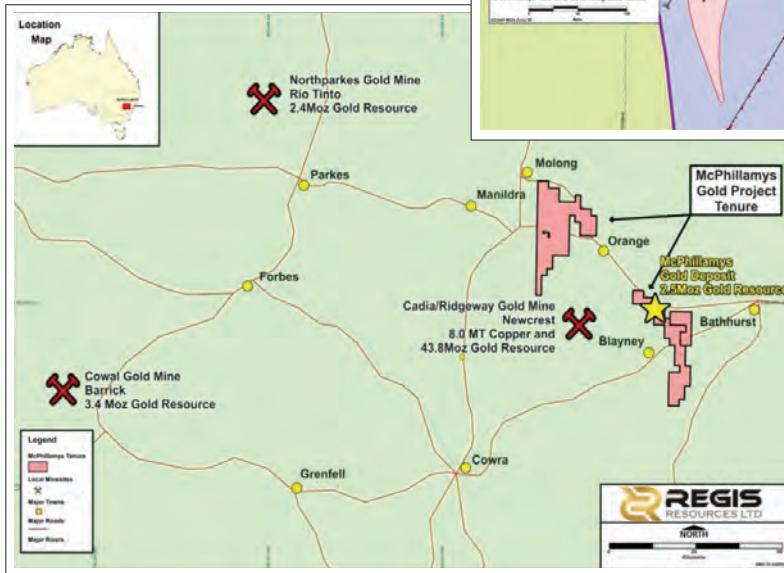 Location
Map
Northparkes Gold Mine
Rio Tinto
2.4Moz Gold Resource
Molong
McPhillamys
Gold Project
Tenure
Parkes
Manildra
Orange
McPhillamys
Gold Deposit
2.5Moz Gold Resource
Forbes
Cadia/Ridgeway Gold Mine
Newcrest
8.0 MT Copper and
43.8Moz Gold Resource
Bathhurst
Blayney
Cowal Gold Mine
Barrick
3.4 Moz Gold Resource
Legend
McPhillamys Tenure
Local Minesites
Major Towns
Major Roads
Major Rivers
Cowra
Grenfell
REGIS
RESOURCES LTD
NORTH
Kilometres